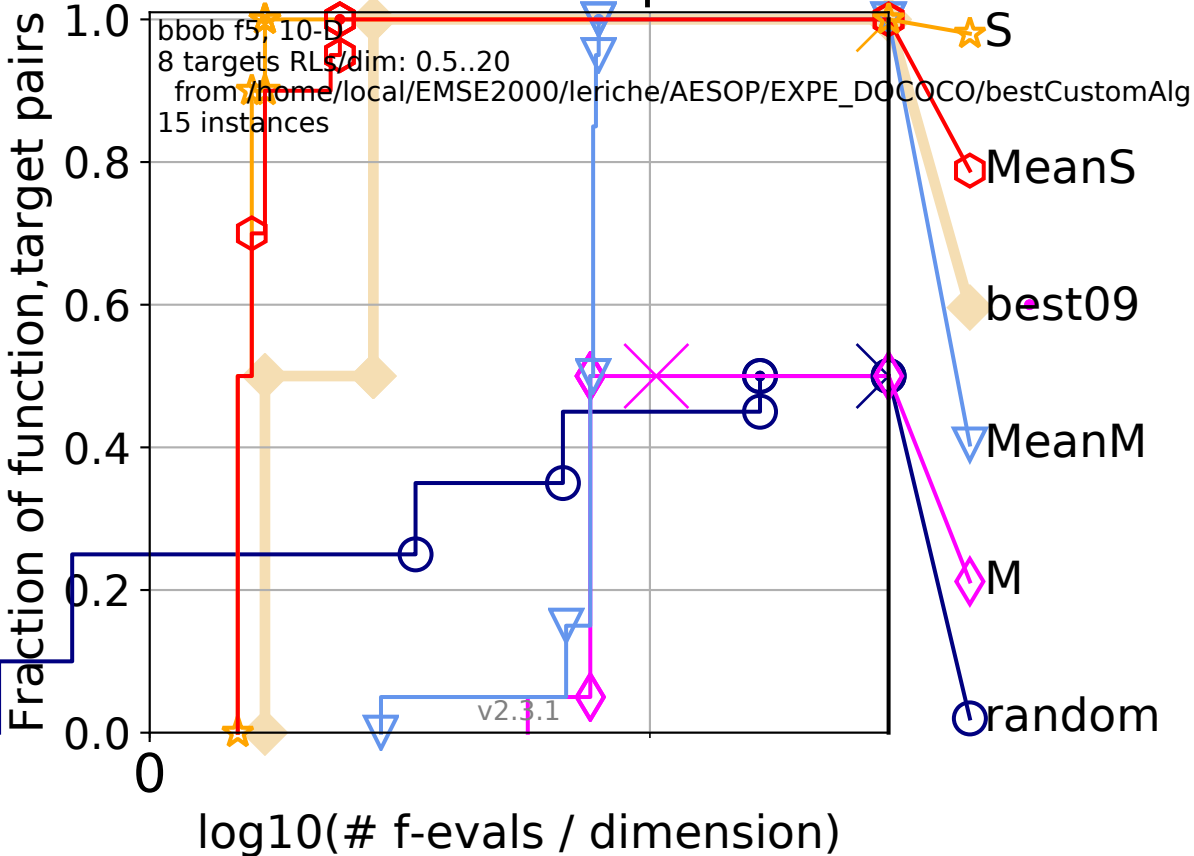 bbob f5, 10-D
8 targets RLs/dim: 0.5..20
from /home/local/EMSE2000/leriche/AESOP/EXPE_DOCOCO/bestCustomAlg
15 instances
Fraction of function,target pairs
1.0
0.8
0.6
0.4
0.2
0.0
0
log10(# f-evals / dimension)
v2.3.1
S
MeanS
best09
MeanM
M
random